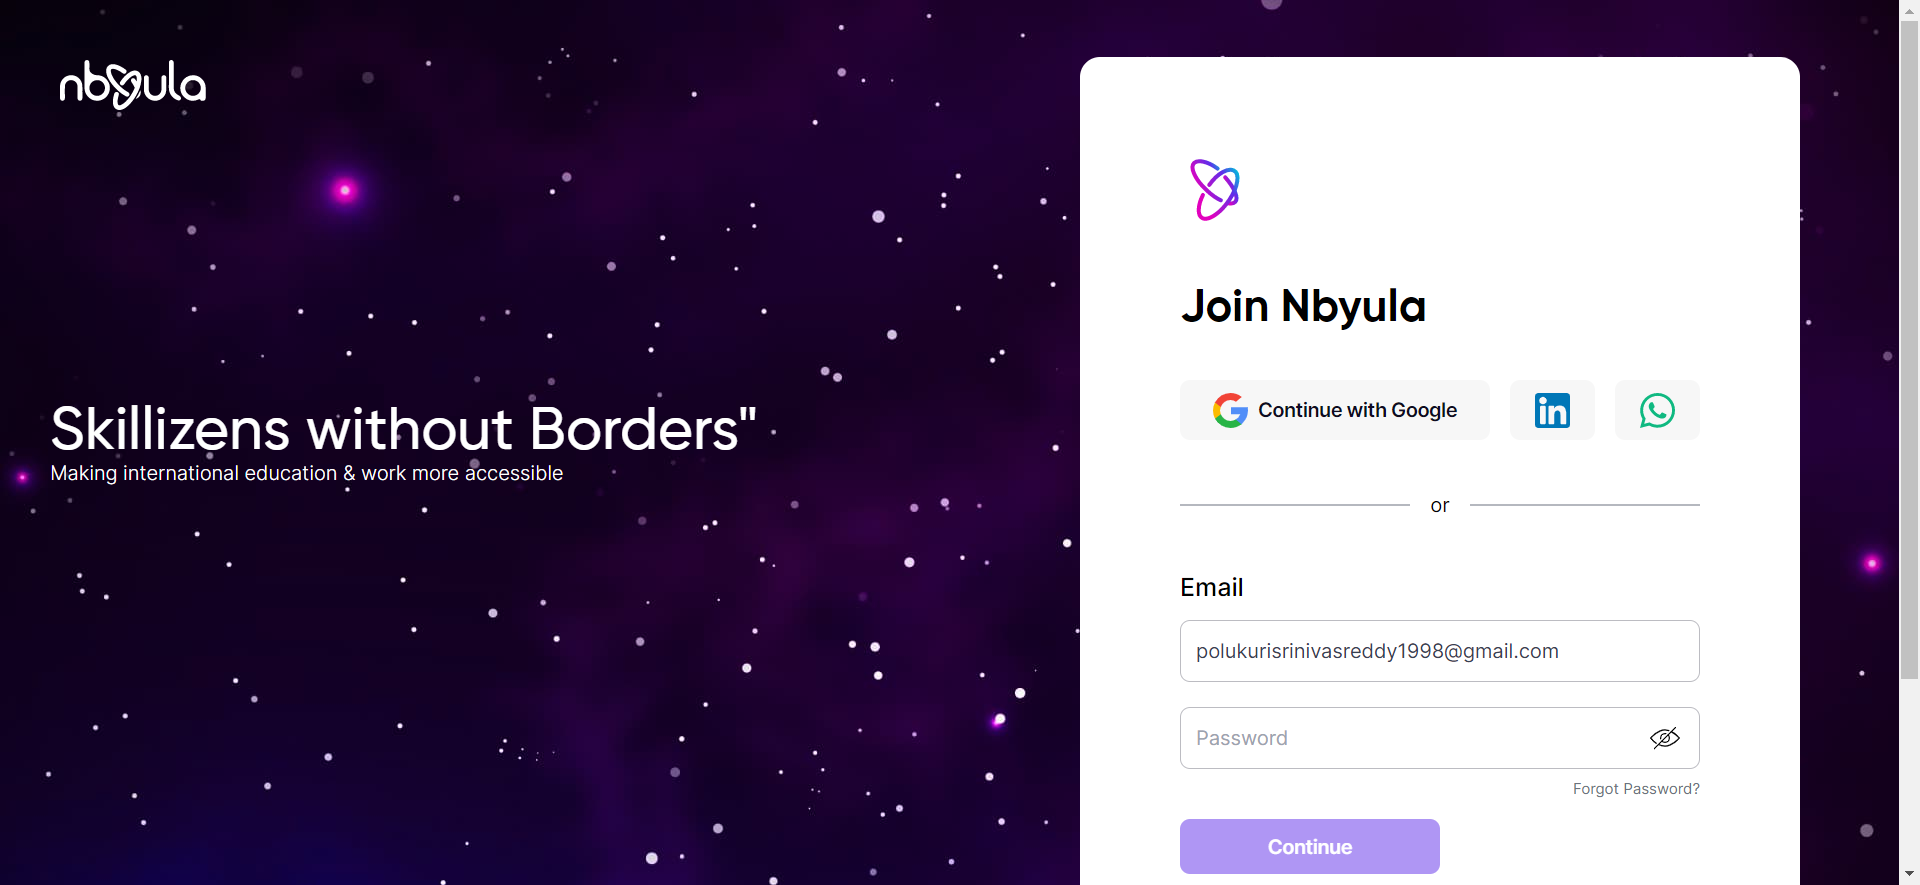 nbyula
Skillizens without Borders"
Making international education & work more accessible
Join Nbyula
Continue with Google
or
Email
polukurisrinivasreddy1998@gmail.com
Password
Forgot Password?
Continue